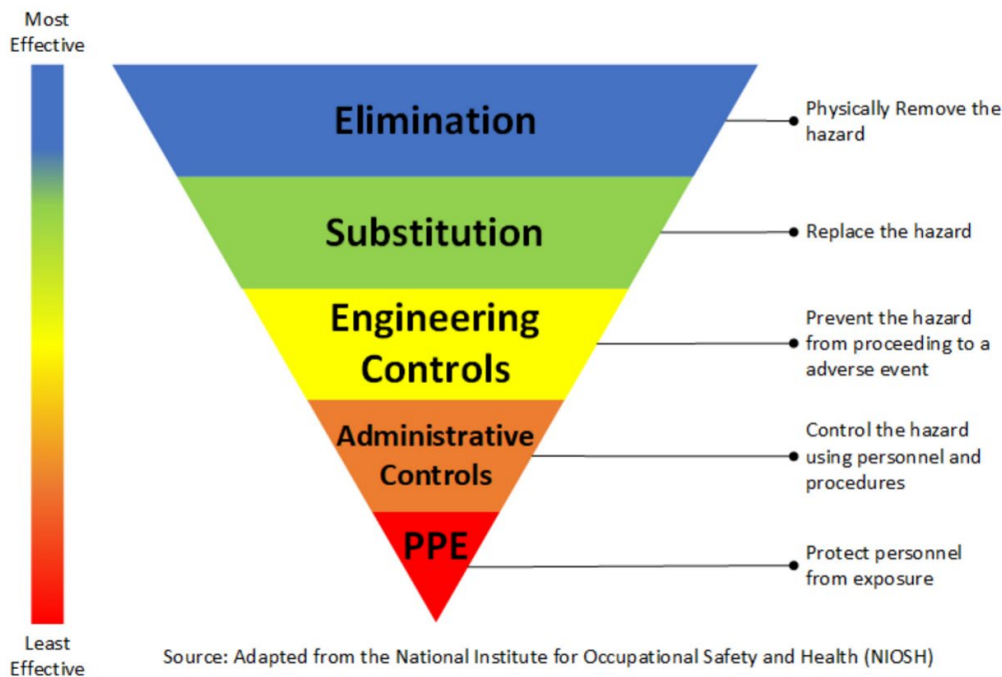 Most
Effective
Elimination
Physically Remove the
hazard
Substitution
Replace the hazard
Engineering
Controls
Prevent the hazard
from proceeding to a
adverse event
Administrative
Controls
Control the hazard
using personnel and
procedures
PPE
Protect personnel
from exposure
Least
Effective
Source: Adapted from the National Institute for Occupational Safety and Health (NIOSH)